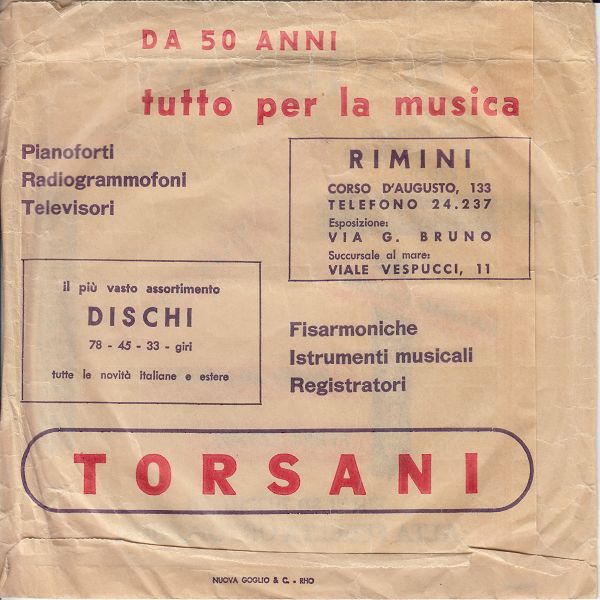 DA 50 ANNI
tutto per la musica
Pianoforti
Radiogrammofoni
Televisori
RIMINI
CORSO D'AUGUSTO, 133
TELEFONO 24.237
Esposizione:
VIA G. BRUNO
Succursale al mare:
VIALE VESPUCCI, 11
il più vasto assortimento
DISCHI
78 - 45 - 33 - giri
tutte le novità italiane e estere
Fisarmoniche
Istrumenti musicali
Registratori
TORSANI
NUOVA GOGLIO & C. - RHO